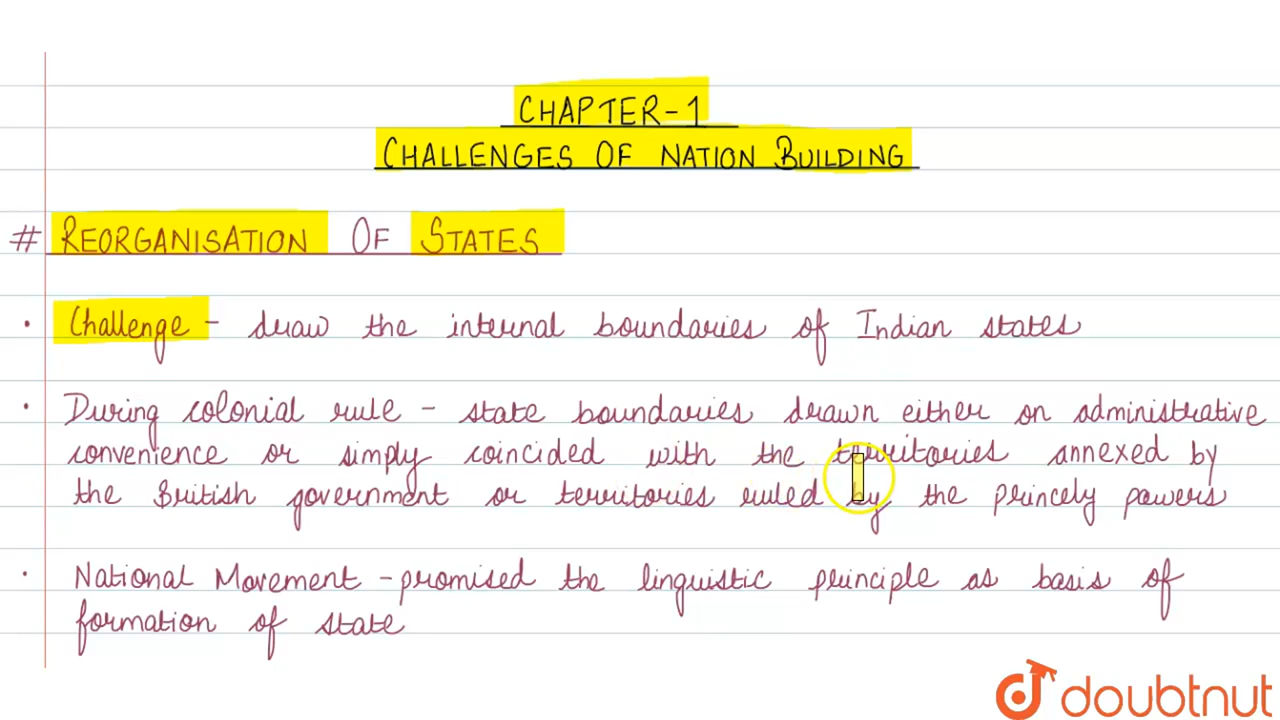 CHAPTER-1
CHALLENGES OF NATION BUILDING
# REORGANISATION OF STATES
· Challenge - draw the internal boundaries of Indian states
· During colonial rule - state boundaries drawn either on administrative
convenience or simply coincided with the territories annexed by
the British government or territories ruled by the princely powers
· National Movement - promised the linguistic principle as basis of
formation of state
doubtnut